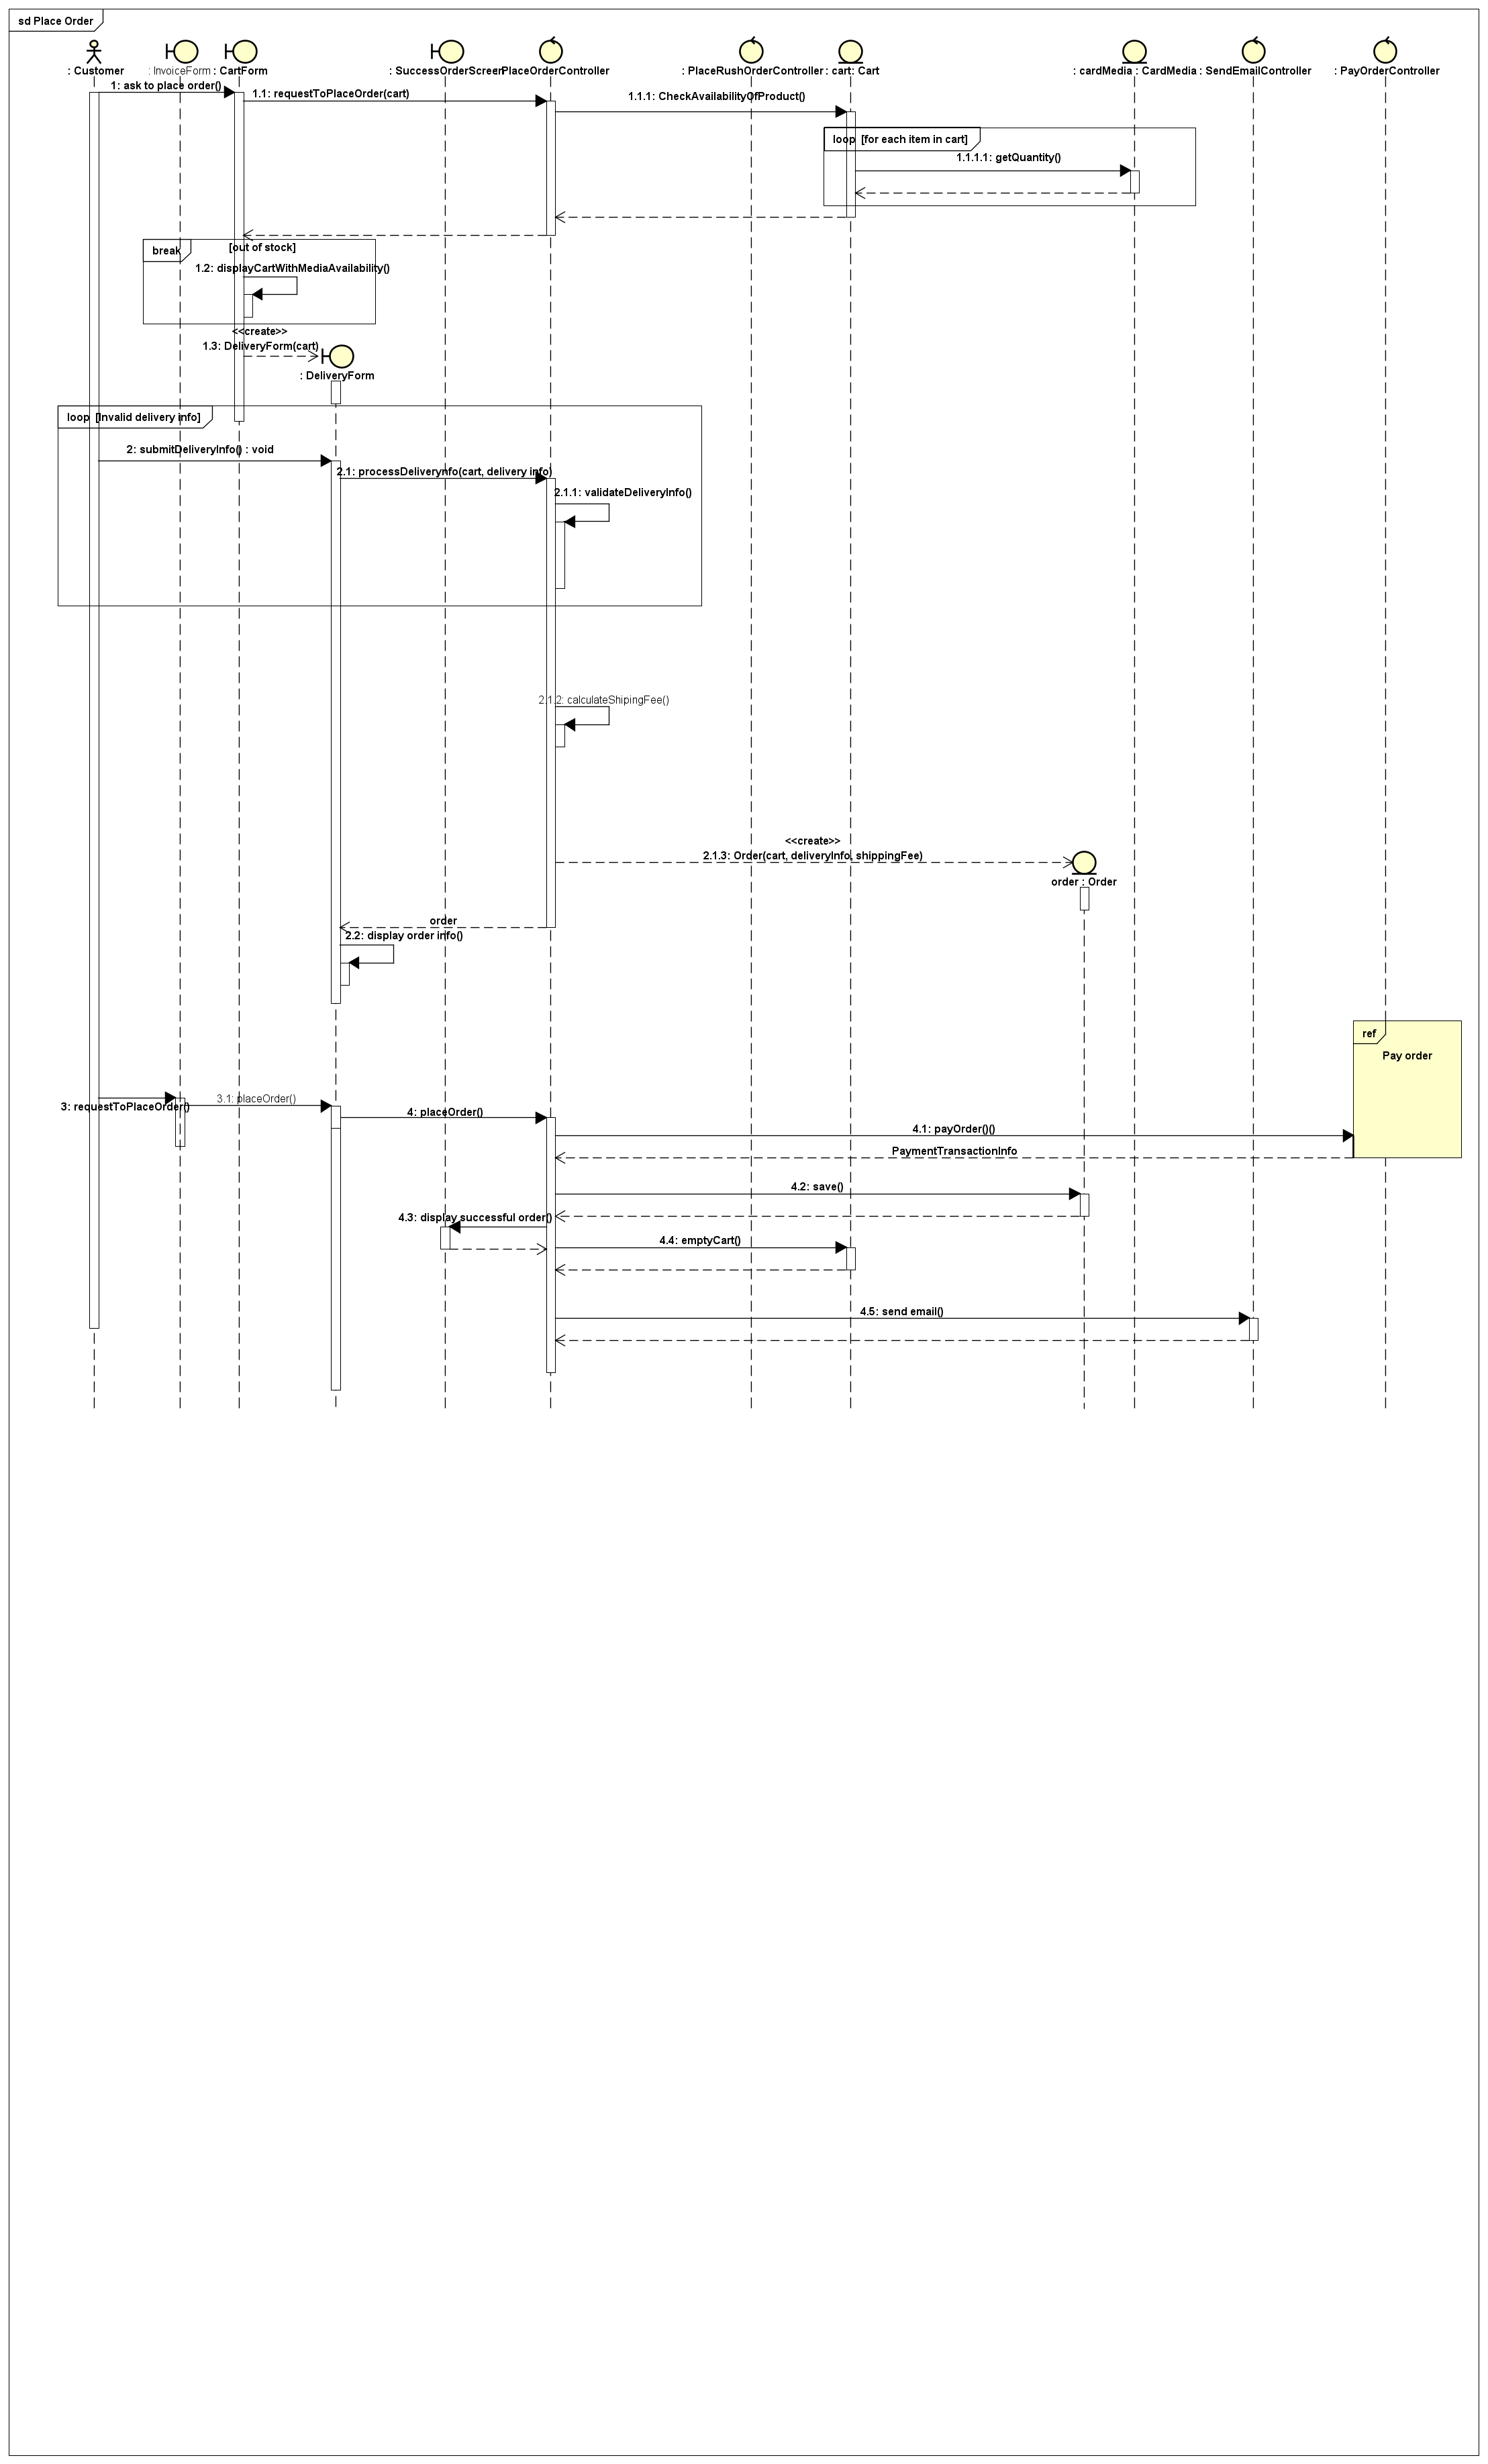 sd Place Order
: Customer
: InvoiceForm
: CartForm
: SuccessOrderScreen
PlaceOrderController
: PlaceRushOrderController
: cart: Cart
: cardMedia : CardMedia
: SendEmailController
: PayOrderController
1: ask to place order()
1.1: requestToPlaceOrder(cart)
1.1.1: CheckAvailabilityOfProduct()
loop [for each item in cart]
1.1.1.1: getQuantity()
break
[out of stock]
1.2: displayCartWithMediaAvailability()
<<create>>
1.3: DeliveryForm(cart)
: DeliveryForm
loop [Invalid delivery info]
2: submitDeliveryInfo() : void
2.1: processDeliverynfo(cart, delivery info)
2.1.1: validateDeliveryInfo()
2.1.2: calculateShipingFee()
<<create>>
2.1.3: Order(cart, deliveryInfo, shippingFee)
order : Order
order
2.2: display order info()
ref
Pay order
3: requestToPlaceOrder()
3.1: placeOrder()
4: placeOrder()
4.1: payOrder()()
PaymentTransactionInfo
4.2: save()
4.3: display successful order()
4.4: emptyCart()
4.5: send email()